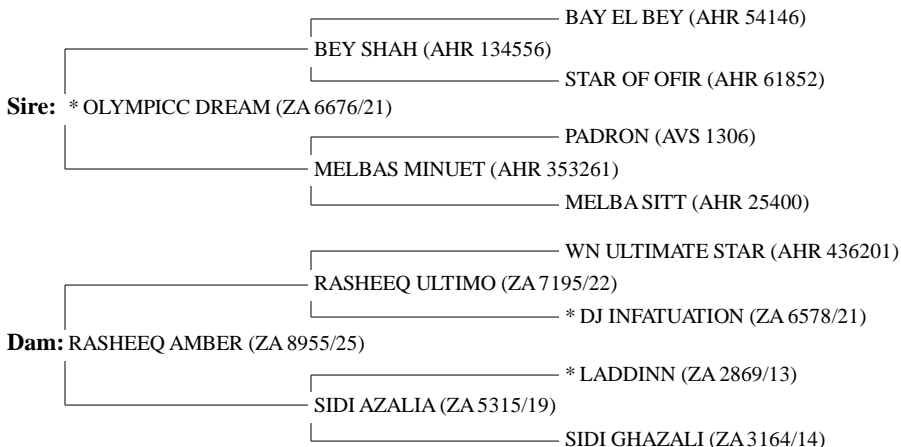 BAY EL BEY (AHR 54146)
BEY SHAH (AHR 134556)
STAR OF OFIR (AHR 61852)
Sire: * OLYMPICC DREAM (ZA 6676/21)
PADRON (AVS 1306)
MELBAS MINUET (AHR 353261)
MELBA SITT (AHR 25400)
WN ULTIMATE STAR (AHR 436201)
RASHEEQ ULTIMO (ZA 7195/22)
* DJ INFATUATION (ZA 6578/21)
Dam: RASHEEQ AMBER (ZA 8955/25)
* LADDINN (ZA 2869/13)
SIDI AZALIA (ZA 5315/19)
SIDI GHAZALI (ZA 3164/14)